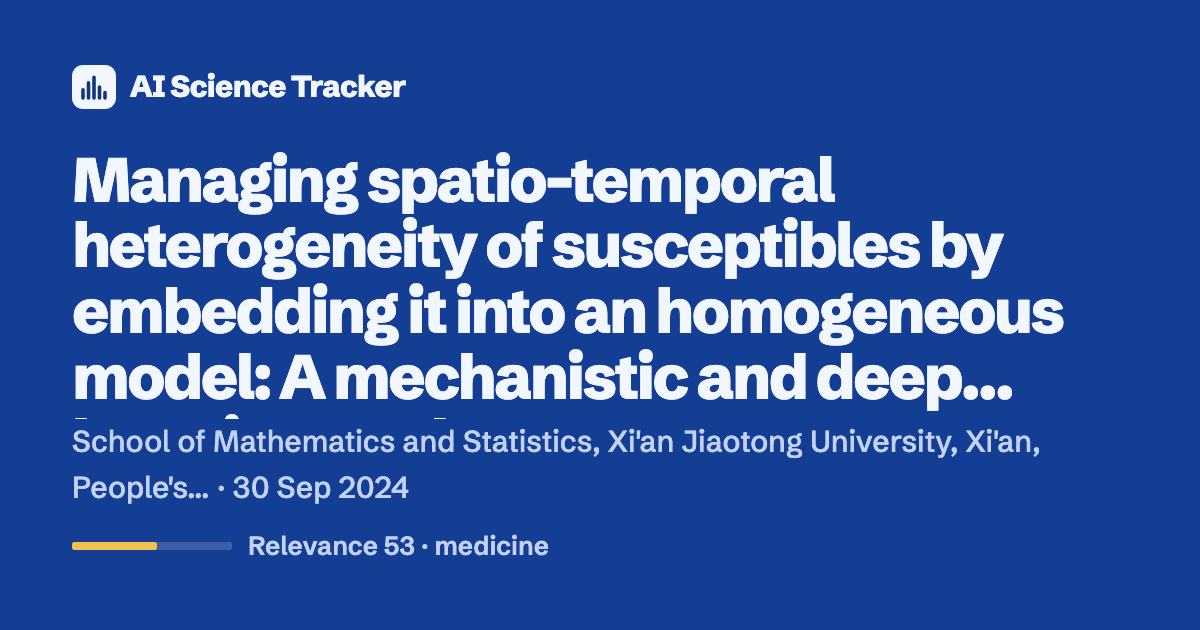 AI Science Tracker
Managing spatio-temporal
heterogeneity of susceptibles by
embedding it into an homogeneous
model: A mechanistic and deep...
School of Mathematics and Statistics, Xi'an Jiaotong University, Xi'an,
People's... · 30 Sep 2024
Relevance 53 · medicine